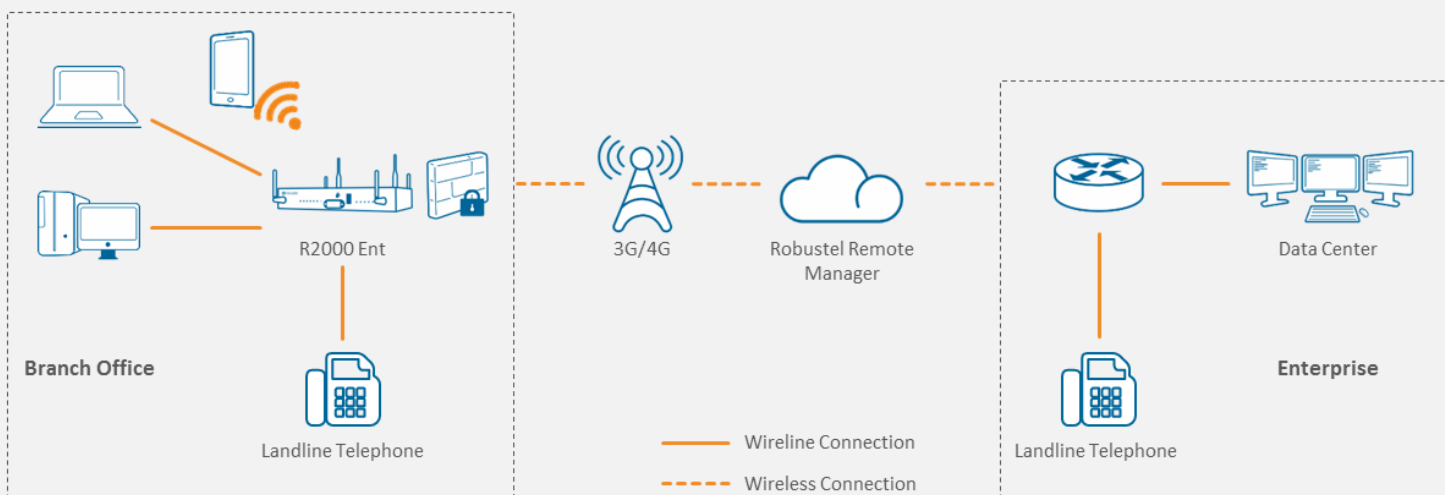 R2000 Ent
Branch Office
Landline Telephone
3G/4G
Robustel Remote
Manager
Data Center
Enterprise
Landline Telephone
Wireline Connection
Wireless Connection